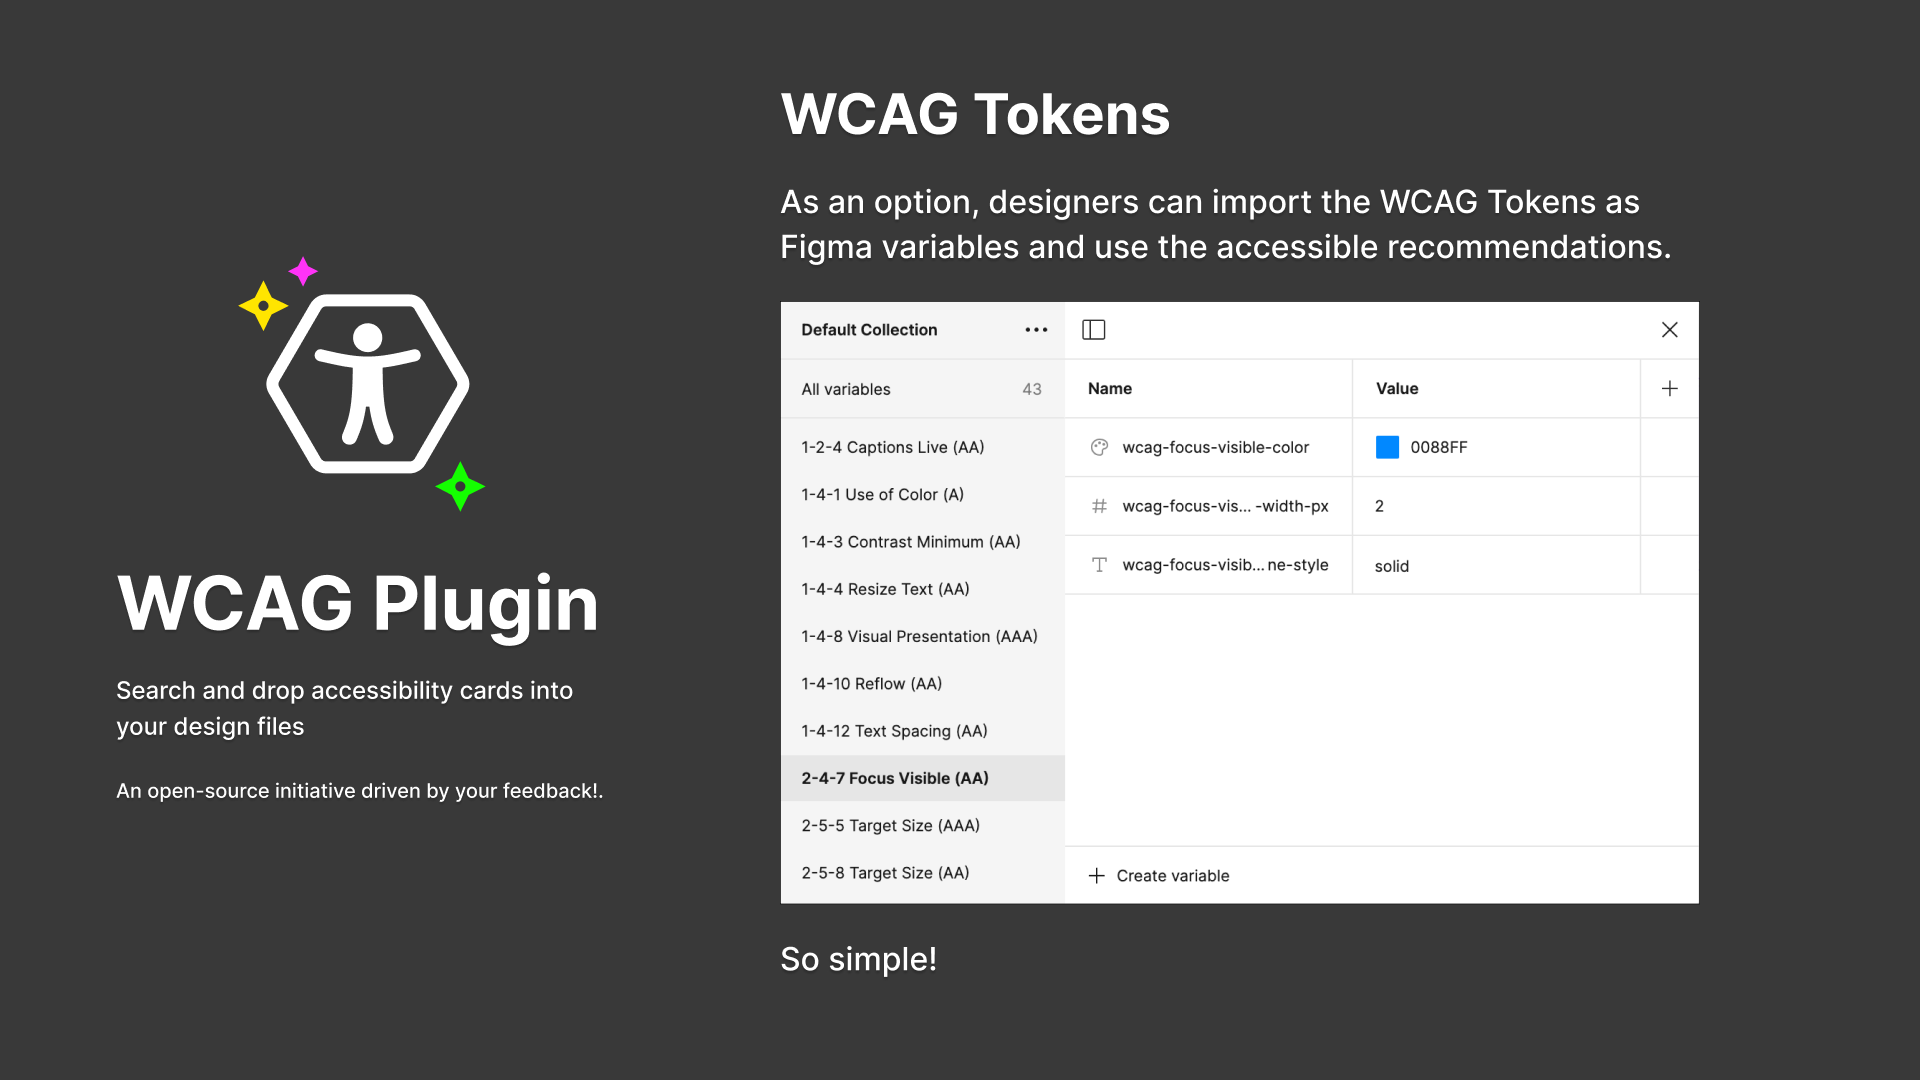 WCAG Plugin
Search and drop accessibility cards into
your design files
An open-source initiative driven by your feedback!.
WCAG Tokens
As an option, designers can import the WCAG Tokens as
Figma variables and use the accessible recommendations.
Default Collection
All variables 43
1-2-4 Captions Live (AA)
1-4-1 Use of Color (A)
1-4-3 Contrast Minimum (AA)
1-4-4 Resize Text (AA)
1-4-8 Visual Presentation (AAA)
1-4-10 Reflow (AA)
1-4-12 Text Spacing (AA)
2-4-7 Focus Visible (AA)
2-5-5 Target Size (AAA)
2-5-8 Target Size (AA)
Name Value
wcag-focus-visible-color 0088FF
wcag-focus-vis... -width-px 2
wcag-focus-visib... ne-style solid
Create variable
So simple!